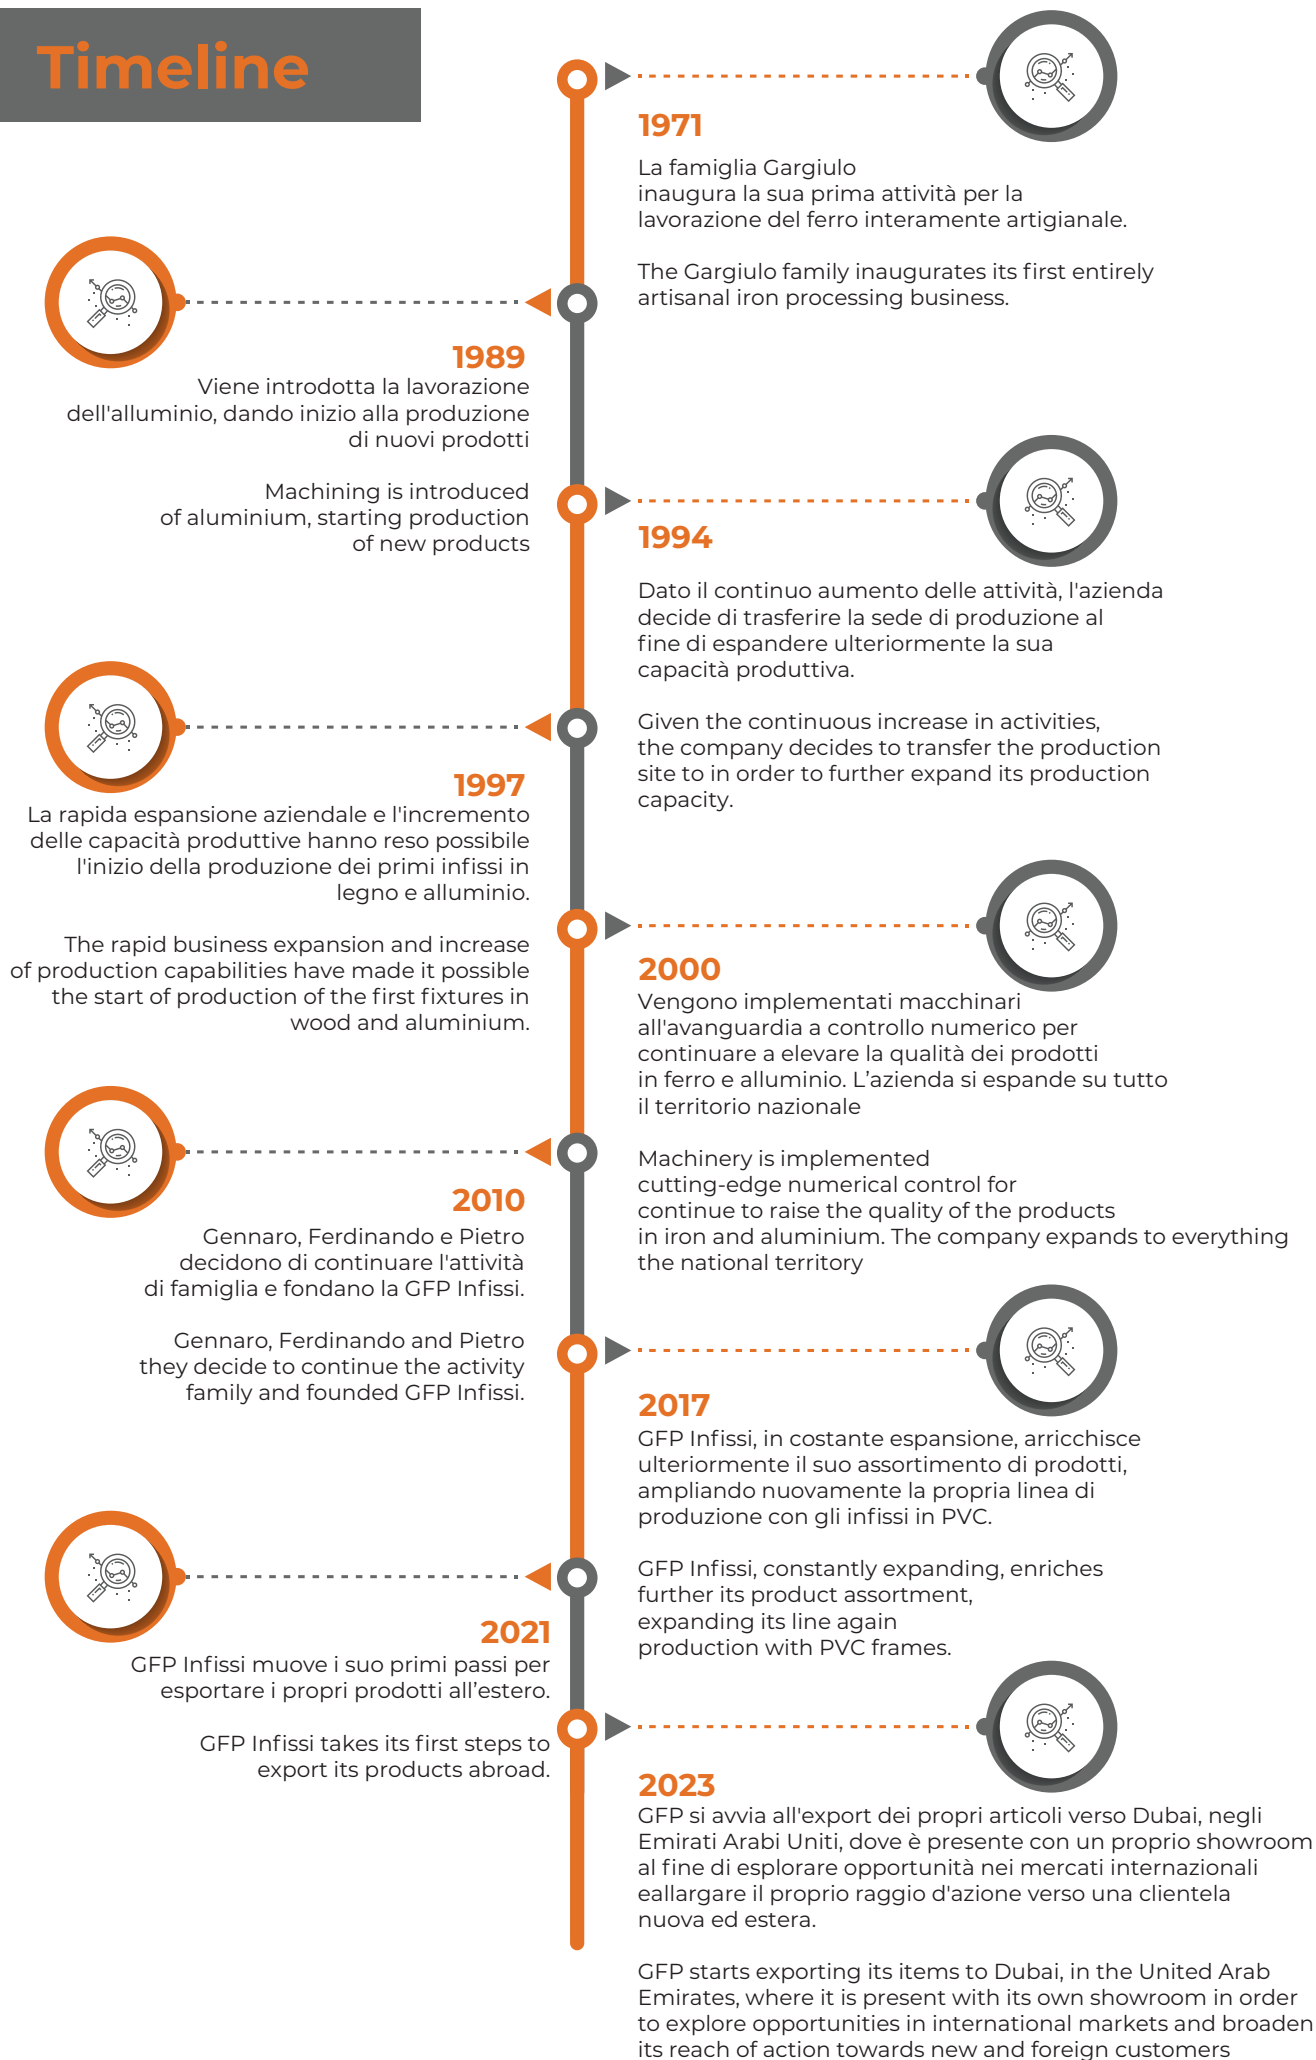 Timeline
1971
La famiglia Gargiulo
inaugura la sua prima attività per la
lavorazione del ferro interamente artigianale.
The Gargiulo family inaugurates its first entirely
artisanal iron processing business.
1989
Viene introdotta la lavorazione
dell'alluminio, dando inizio alla produzione
di nuovi prodotti
Machining is introduced
of aluminium, starting production
of new products
1994
Dato il continuo aumento delle attività, l'azienda
decide di trasferire la sede di produzione al
fine di espandere ulteriormente la sua
capacità produttiva.
Given the continuous increase in activities,
the company decides to transfer the production
site to in order to further expand its production
capacity.
1997
La rapida espansione aziendale e l'incremento
delle capacità produttive hanno reso possibile
l'inizio della produzione dei primi infissi in
legno e alluminio.
The rapid business expansion and increase
of production capabilities have made it possible
the start of production of the first fixtures in
wood and aluminium.
2000
Vengono implementati macchinari
all'avanguardia a controllo numerico per
continuare a elevare la qualità dei prodotti
in ferro e alluminio. L’azienda si espande su tutto
il territorio nazionale
Machinery is implemented
cutting-edge numerical control for
continue to raise the quality of the products
in iron and aluminium. The company expands to everything
the national territory
2010
Gennaro, Ferdinando e Pietro
decidono di continuare l'attività
di famiglia e fondano la GFP Infissi.
Gennaro, Ferdinando and Pietro
they decide to continue the activity
family and founded GFP Infissi.
2017
GFP Infissi, in costante espansione, arricchisce
ulteriormente il suo assortimento di prodotti,
ampliando nuovamente la propria linea di
produzione con gli infissi in PVC.
GFP Infissi, constantly expanding, enriches
further its product assortment,
expanding its line again
production with PVC frames.
2021
GFP Infissi muove i suo primi passi per
esportare i propri prodotti all’estero.
GFP Infissi takes its first steps to
export its products abroad.
2023
GFP si avvia all'export dei propri articoli verso Dubai, negli
Emirati Arabi Uniti, dove è presente con un proprio showroom
al fine di esplorare opportunità nei mercati internazionali
eallargare il proprio raggio d'azione verso una clientela
nuova ed estera.
GFP starts exporting its items to Dubai, in the United Arab
Emirates, where it is present with its own showroom in order
to explore opportunities in international markets and broaden
its reach of action towards new and foreign customers